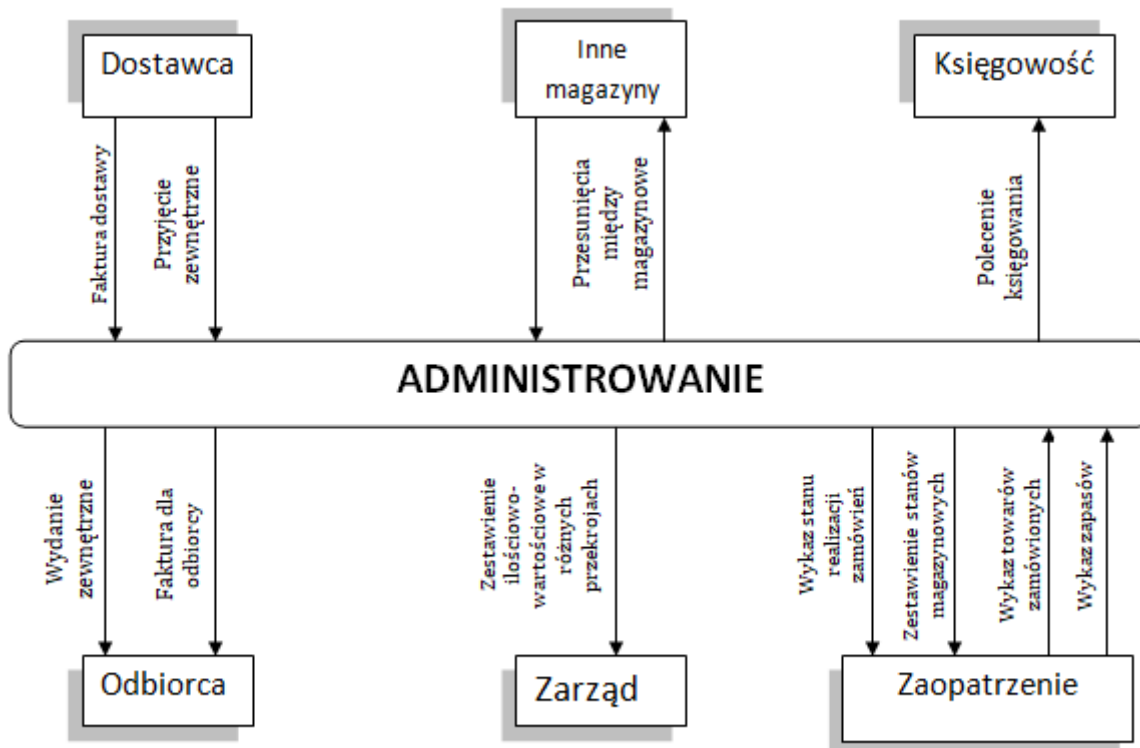 Dostawca
Inne
magazyny
Księgowość
Faktura dostawy
Przyjęcie
zewnętrzne
Przesunięcia
między
magazynowe
Polecenie
księgowania
ADMINISTROWANIE
Wydanie
zewnętrzne
Faktura dla
odbiorcy
Zestawienie
ilościowo-
wartościowe w
różnych
przekrojach
Wykaz stanu
realizacji
zamówień
Zestawienie stanów
magazynowych
Wykaz towarów
zamówionych
Wykaz zapasów
Odbiorca
Zarząd
Zaopatrzenie